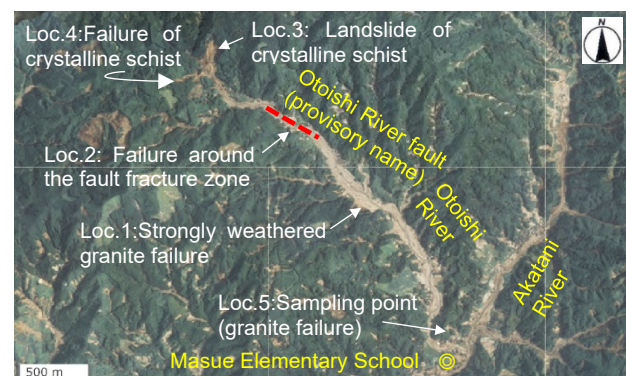 Loc.4:Failure of
crystalline schist
Loc.3: Landslide of
crystalline schist
N
Otoishi River fault
(provisory name)
Otoishi
River
Loc.2: Failure around
the fault fracture zone
Loc.1:Strongly weathered
granite failure
Akatani
River
Loc.5:Sampling point
(granite failure)
Masue Elementary School
500 m